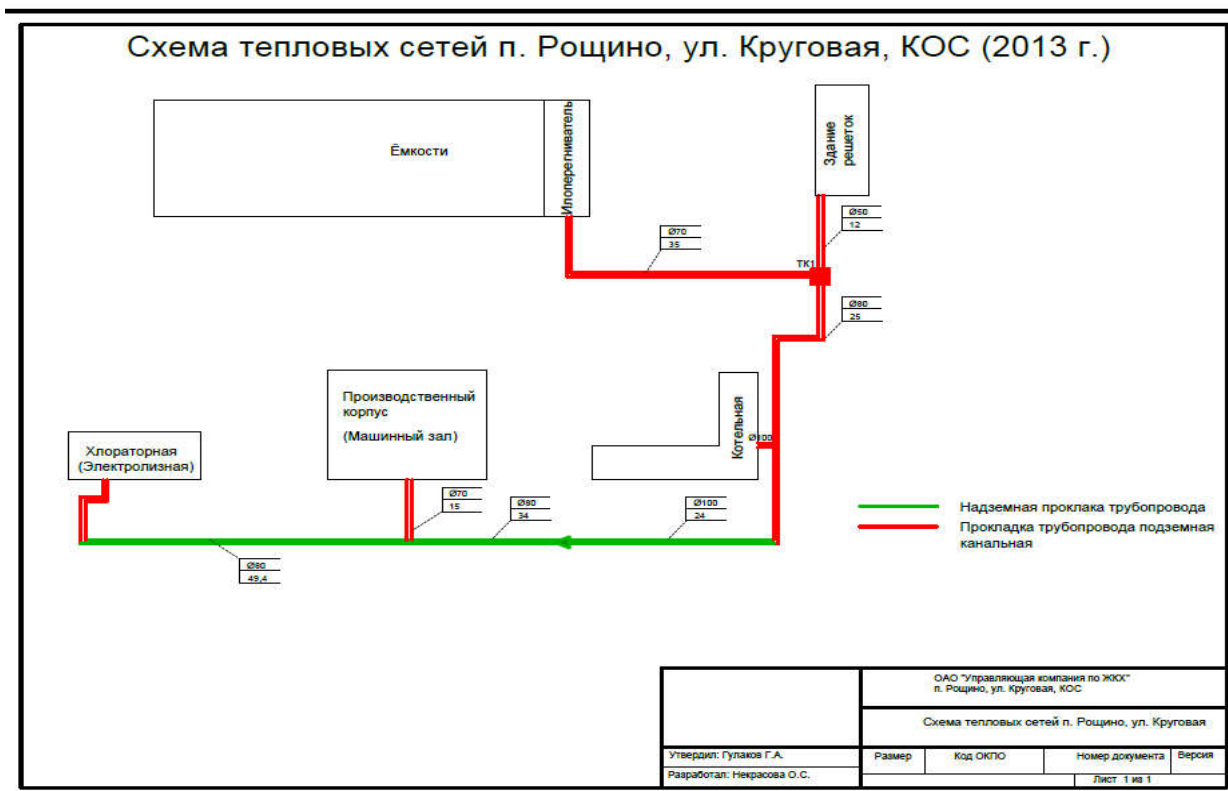 Схема тепловых сетей п. Рощино, ул. Круговая, КОС (2013 г.)
Ёмкости
Илоперегниватель
Здание
решеток
Ø50
12
Ø70
35
ТК1
Ø80
25
Производственный
корпус
(Машинный зал)
Котельная
Ø100
Хлораторная
(Электролизная)
Ø70
15
Ø80
34
Ø100
24
Ø80
49,4
Надземная проклака трубопровода
Прокладка трубопровода подземная
канальная
ОАО "Управляющая компания по ЖКХ"
п. Рощино, ул. Круговая, КОС
Схема тепловых сетей п. Рощино, ул. Круговая
Утвердил: Гулаков Г.А.
Размер
Код ОКПО
Номер документа
Версия
Разработал: Некрасова О.С.
Лист 1 из 1